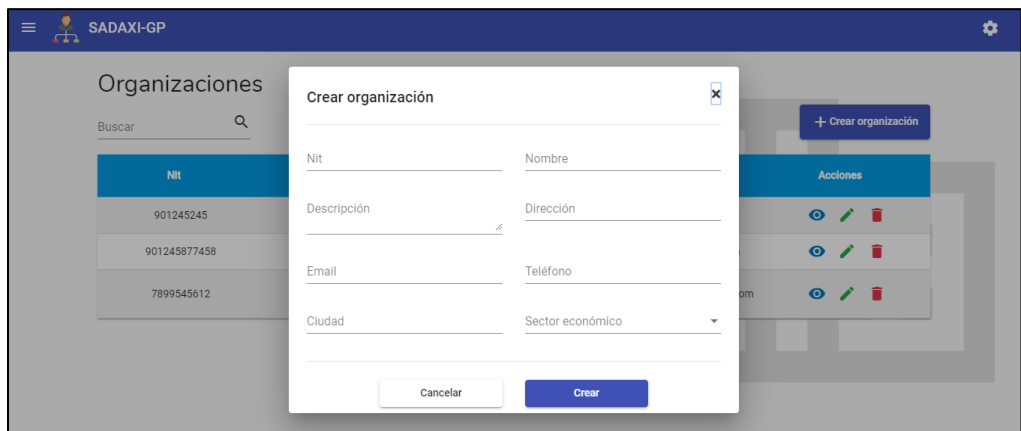 SADAXI-GP
Organizaciones
Buscar
+ Crear organización
Nit
Acciones
901245245
901245877458
7899545612
om
Crear organización
×
Nit
Nombre
Descripción
Dirección
Email
Teléfono
Ciudad
Sector económico
Cancelar
Crear